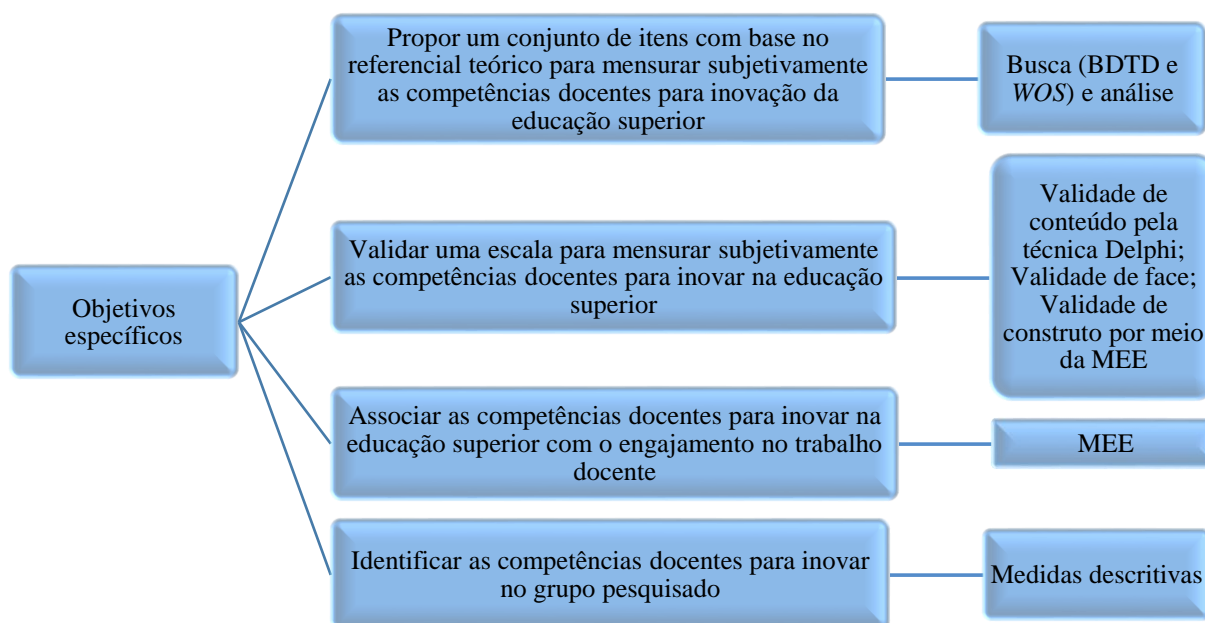 Objetivos
específicos
Propor um conjunto de itens com base no
referencial teórico para mensurar subjetivamente
as competências docentes para inovação da
educação superior
Busca (BDTD e
WOS) e análise
Validar uma escala para mensurar subjetivamente
as competências docentes para inovar na educação
superior
Validade de
conteúdo pela
técnica Delphi;
Validade de face;
Validade de
construto por meio
da MEE
Associar as competências docentes para inovar na
educação superior com o engajamento no trabalho
docente
MEE
Identificar as competências docentes para inovar
no grupo pesquisado
Medidas descritivas